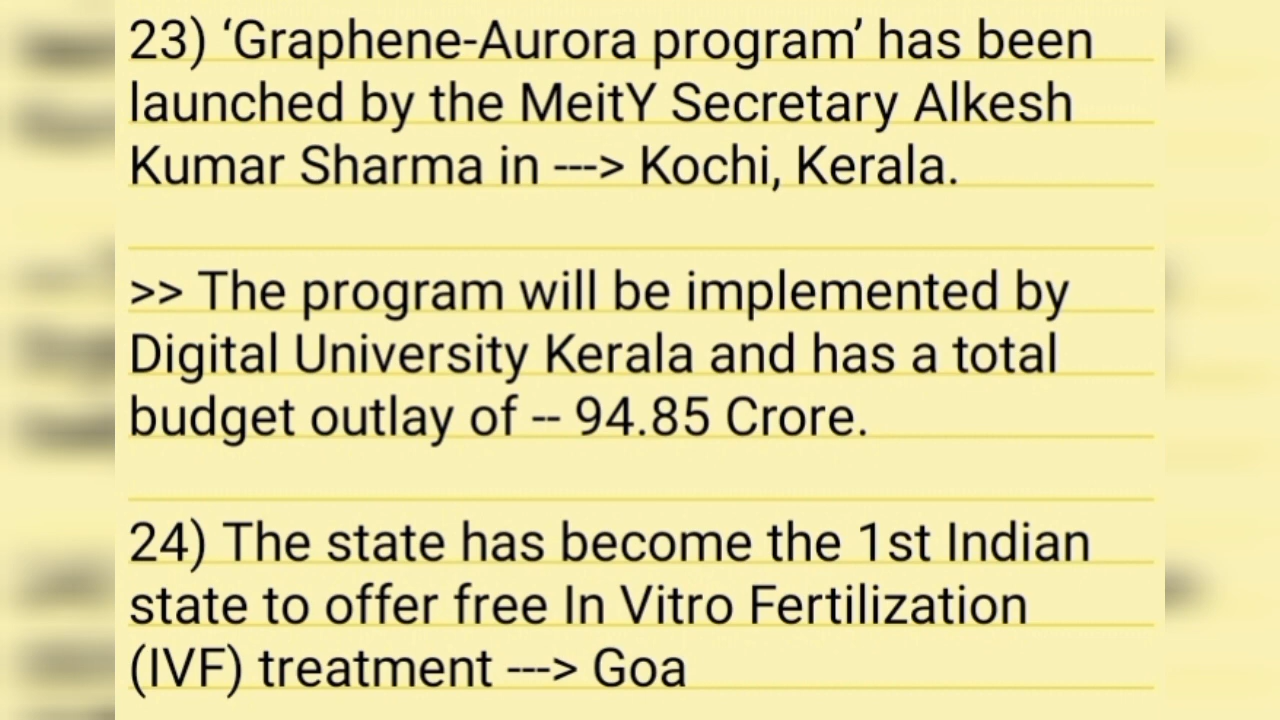 23) ‘Graphene-Aurora program’ has been
launched by the MeitY Secretary Alkesh
Kumar Sharma in ---> Kochi, Kerala.
>> The program will be implemented by
Digital University Kerala and has a total
budget outlay of -- 94.85 Crore.
24) The state has become the 1st Indian
state to offer free In Vitro Fertilization
(IVF) treatment ---> Goa